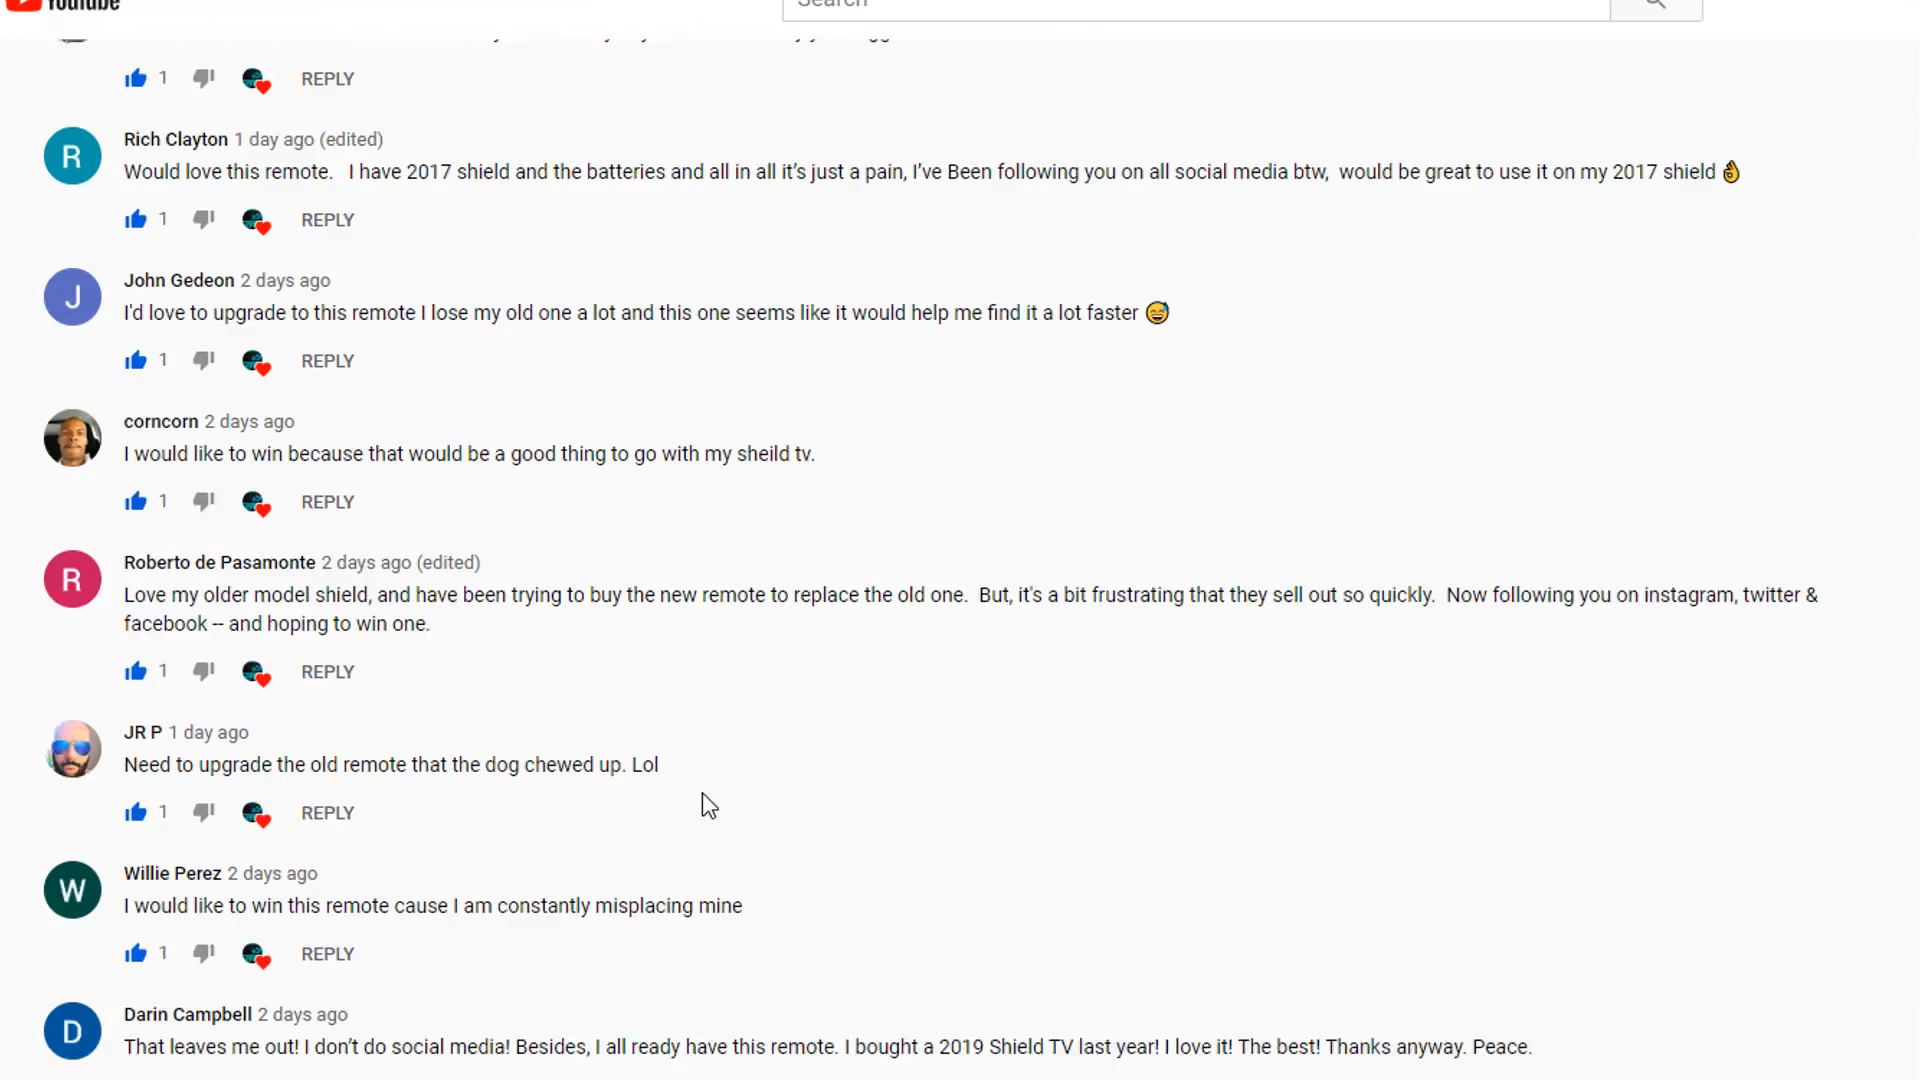 YouTube
Search
1 REPLY
Rich Clayton 1 day ago (edited)
Would love this remote.   I have 2017 shield and the batteries and all in all it’s just a pain, I’ve Been following you on all social media btw,  would be great to use it on my 2017 shield 👌
1 REPLY
John Gedeon 2 days ago
I'd love to upgrade to this remote I lose my old one a lot and this one seems like it would help me find it a lot faster 😅
1 REPLY
corncorn 2 days ago
I would like to win because that would be a good thing to go with my sheild tv.
1 REPLY
Roberto de Pasamonte 2 days ago (edited)
Love my older model shield, and have been trying to buy the new remote to replace the old one.  But, it's a bit frustrating that they sell out so quickly.  Now following you on instagram, twitter &
facebook -- and hoping to win one.
1 REPLY
JR P 1 day ago
Need to upgrade the old remote that the dog chewed up. Lol
1 REPLY
Willie Perez 2 days ago
I would like to win this remote cause I am constantly misplacing mine
1 REPLY
Darin Campbell 2 days ago
That leaves me out! I don’t do social media! Besides, I all ready have this remote. I bought a 2019 Shield TV last year! I love it! The best! Thanks anyway. Peace.
R
J
R
W
D